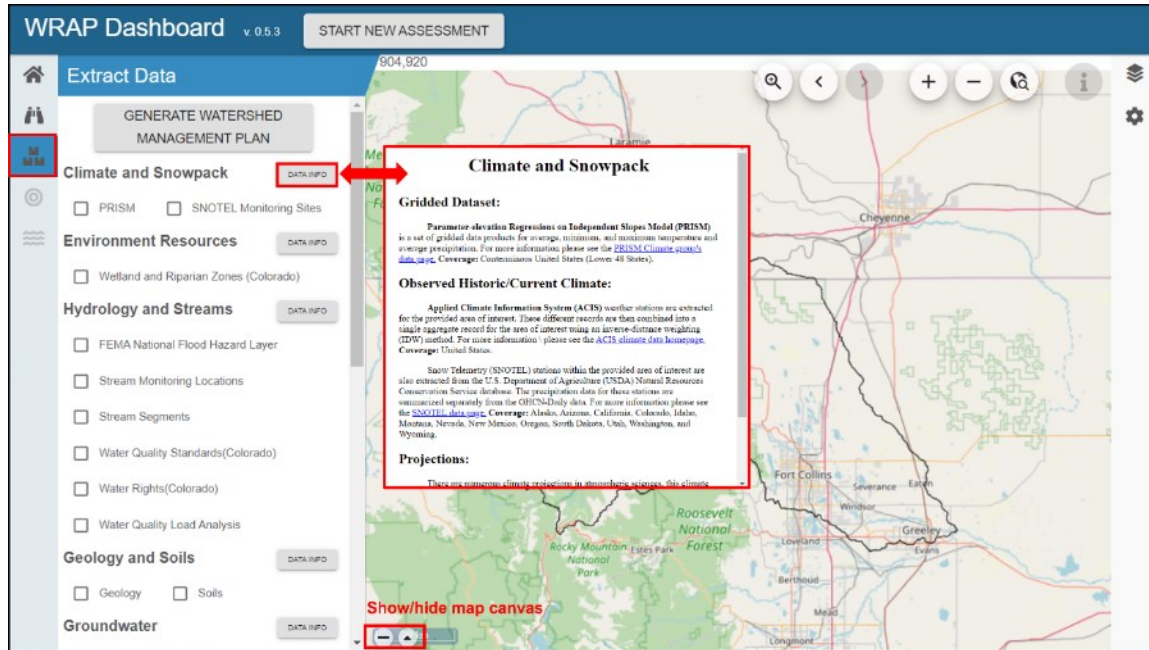 WRAP Dashboard v. 0.5.3 START NEW ASSESSMENT
Extract Data
904,920
GENERATE WATERSHED
MANAGEMENT PLAN
Climate and Snowpack DATA INFO
PRISM SNOTEL Monitoring Sites
Environment Resources DATA INFO
Wetland and Riparian Zones (Colorado)
Hydrology and Streams DATA INFO
FEMA National Flood Hazard Layer
Stream Monitoring Locations
Stream Segments
Water Quality Standards(Colorado)
Water Rights(Colorado)
Water Quality Load Analysis
Geology and Soils DATA INFO
Geology Soils
Groundwater DATA INFO
Laramie
Climate and Snowpack
Gridded Dataset:
Parameter-elevation Regressions on Independent Slopes Model (PRISM)
is a set of gridded data products for average, minimum, and maximum temperature and
average precipitation. For more information please see the PRISM Climate group's
data page. Coverage: Conterminous United States (Lower 48 States).
Observed Historic/Current Climate:
Applied Climate Information System (ACIS) weather stations are extracted
for the provided area of interest. These different records are then combined into a
single aggregate record for the area of interest using an inverse-distance weighting
(IDW) method. For more information \ please see the ACIS climate data homepage.
Coverage: United States.
Snow Telemetry (SNOTEL) stations within the provided area of interest are
also extracted from the U.S. Department of Agriculture (USDA) Natural Resources
Conservation Service database. The precipitation data for these stations are
summarized separately from the GHCN-Daily data. For more information please see
the SNOTEL data page. Coverage: Alaska, Arizona, California, Colorado, Idaho,
Montana, Nevada, New Mexico, Oregon, South Dakota, Utah, Washington, and
Wyoming.
Projections:
There are numerous climate projections in atmospheric sciences, this climate
Cheyenne
Fort Collins
Severance
Eaton
Windsor
Greeley
Evans
Loveland
Roosevelt
National
Forest
Rocky Mountain
National
Park
Estes Park
Berthoud
Mead
Longmont
Show/hide map canvas